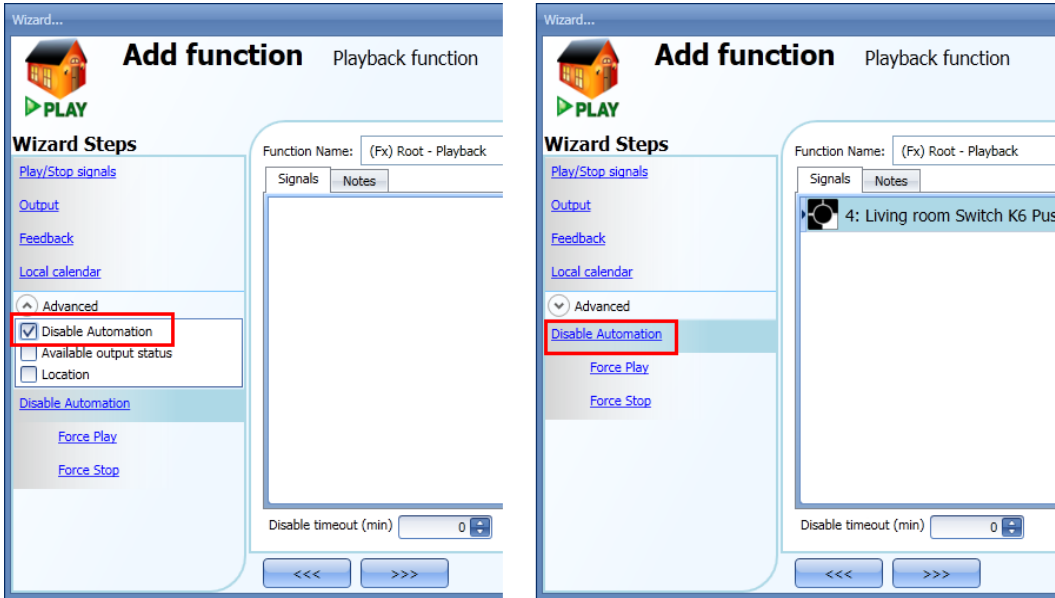 Wizard...
Add function Playback function
PLAY
Wizard Steps
Play/Stop signals
Output
Feedback
Local calendar
Advanced
Disable Automation
Available output status
Location
Disable Automation
Force Play
Force Stop
Function Name: (Fx) Root - Playback
Signals Notes
Disable timeout (min) 0
<<< >>>
Wizard...
Add function Playback function
PLAY
Wizard Steps
Play/Stop signals
Output
Feedback
Local calendar
Advanced
Disable Automation
Force Play
Force Stop
Function Name: (Fx) Root - Playback
Signals Notes
4: Living room Switch K6 Pus
Disable timeout (min) 0
<<< >>>